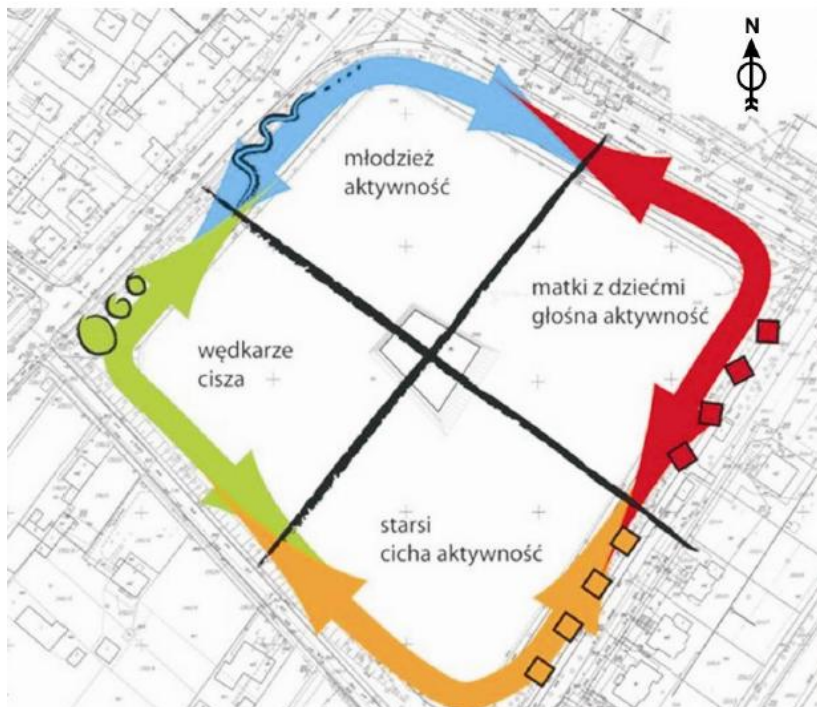 N
młodzież
aktywność
matki z dziećmi
głośna aktywność
wędkarze
cisza
starsi
cicha aktywność